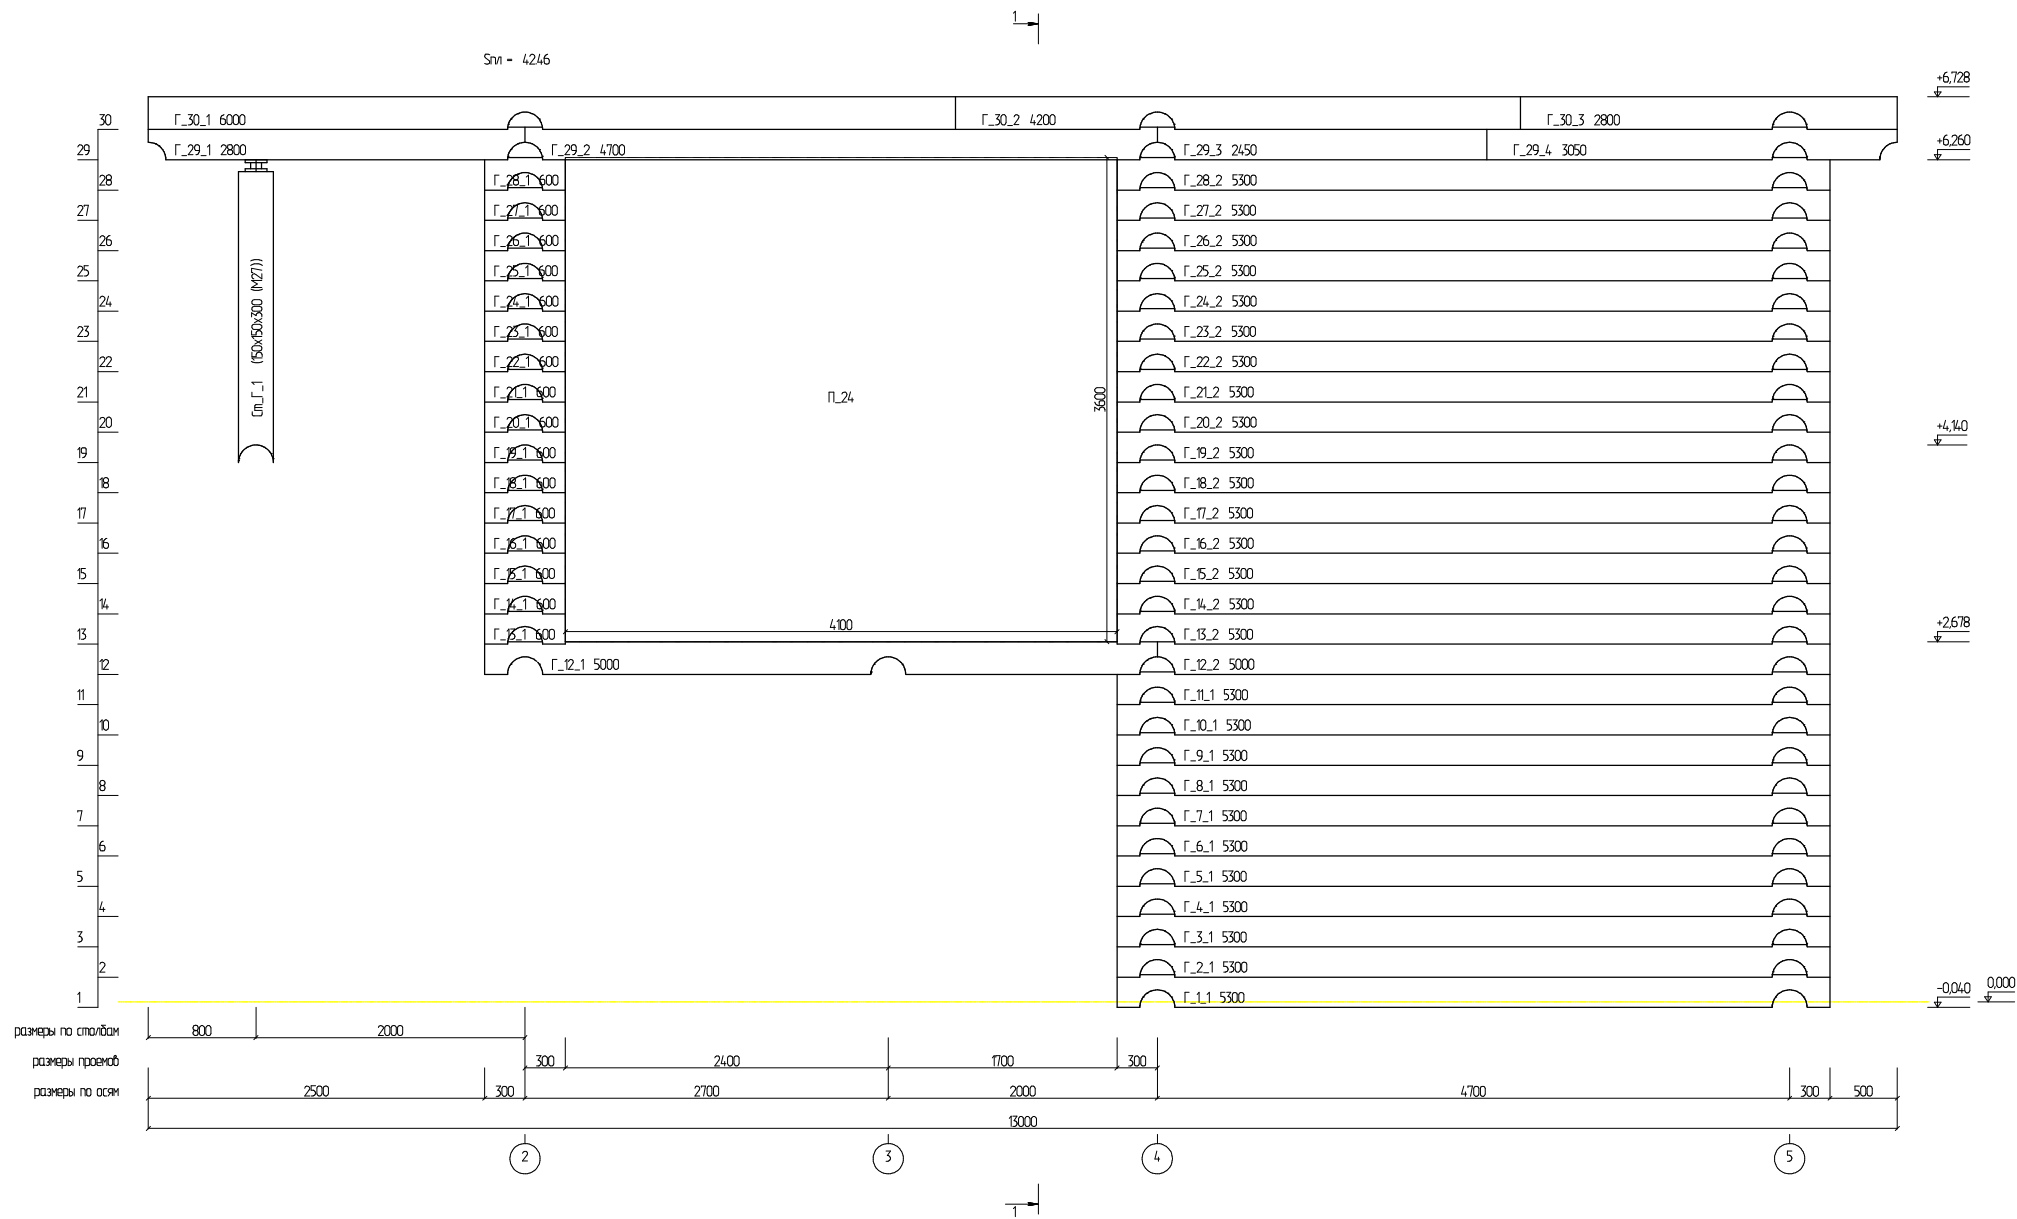 1
Sпл = 42.46
+6,728
30 Г_30_1 6000 Г_30_2 4200 Г_30_3 2800
29 Г_29_1 2800 Г_29_2 4700 Г_29_3 2450 Г_29_4 3050 +6,260
28 Г_28_1 600 Г_28_2 5300
27 Г_27_1 600 Г_27_2 5300
26 Г_26_1 600 Г_26_2 5300
25 Г_25_1 600 Г_25_2 5300
24 Г_24_1 600 Г_24_2 5300
23 Г_23_1 600 Г_23_2 5300
22 Г_22_1 600 Г_22_2 5300
Ст_Г_1 (150х150х300 (М27))
21 Г_21_1 600 П_24 3600 Г_21_2 5300
20 Г_20_1 600 Г_20_2 5300 +4,140
19 Г_19_1 600 Г_19_2 5300
18 Г_18_1 600 Г_18_2 5300
17 Г_17_1 600 Г_17_2 5300
16 Г_16_1 600 Г_16_2 5300
15 Г_15_1 600 Г_15_2 5300
14 Г_14_1 600 Г_14_2 5300
4100 +2,678
13 Г_13_1 600 Г_13_2 5300
12 Г_12_1 5000 Г_12_2 5000
11 Г_11_1 5300
10 Г_10_1 5300
9 Г_9_1 5300
8 Г_8_1 5300
7 Г_7_1 5300
6 Г_6_1 5300
5 Г_5_1 5300
4 Г_4_1 5300
3 Г_3_1 5300
2 Г_2_1 5300
1 Г_1_1 5300 -0,040 0,000
размеры по столбам 800 2000
размеры проемов 300 2400 1700 300
размеры по осям 2500 300 2700 2000 4700 300 500
13000
2 3 4 5
1